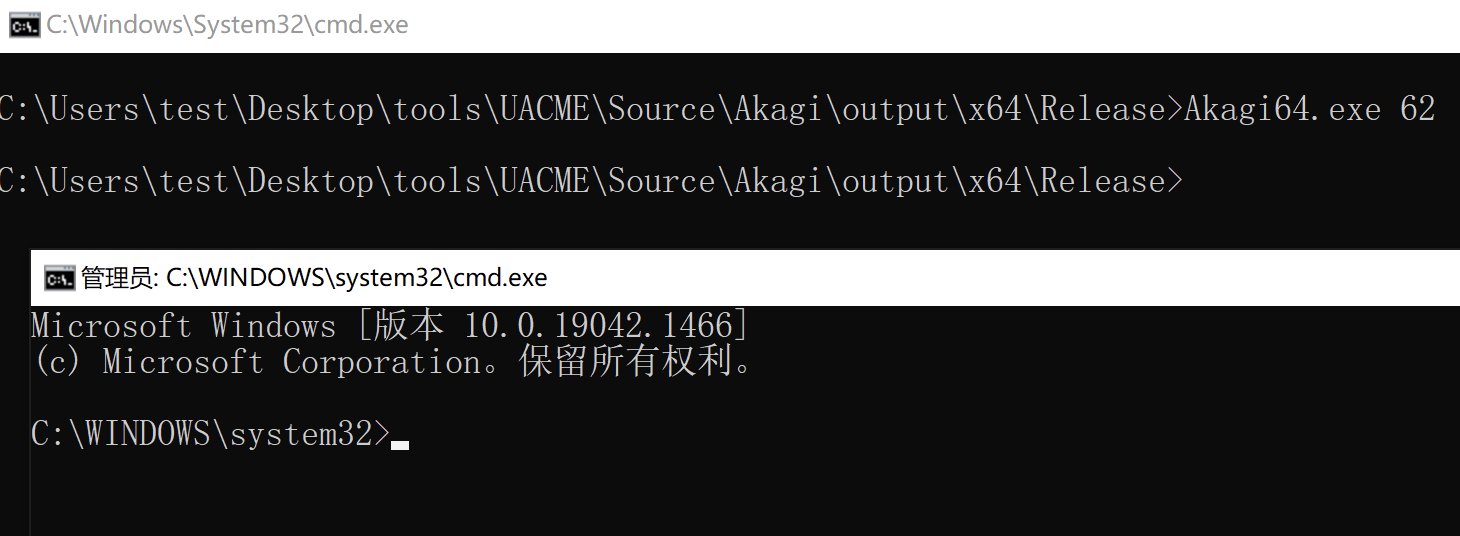 C:\Windows\System32\cmd.exe
C:\Users\test\Desktop\tools\UACME\Source\Akagi\output\x64\Release>Akagi64.exe 62
C:\Users\test\Desktop\tools\UACME\Source\Akagi\output\x64\Release>
管理员: C:\WINDOWS\system32\cmd.exe
Microsoft Windows [版本 10.0.19042.1466]
(c) Microsoft Corporation。保留所有权利。
C:\WINDOWS\system32>